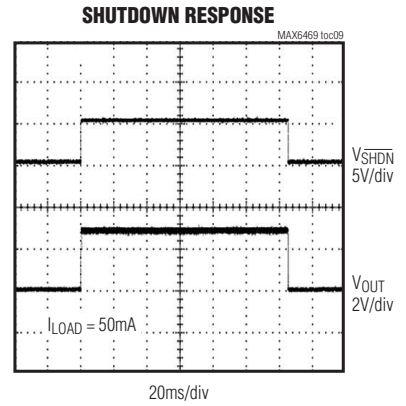 SHUTDOWN RESPONSE
MAX6469 toc09
VSHDN
5V/div
VOUT
2V/div
ILOAD = 50mA
20ms/div